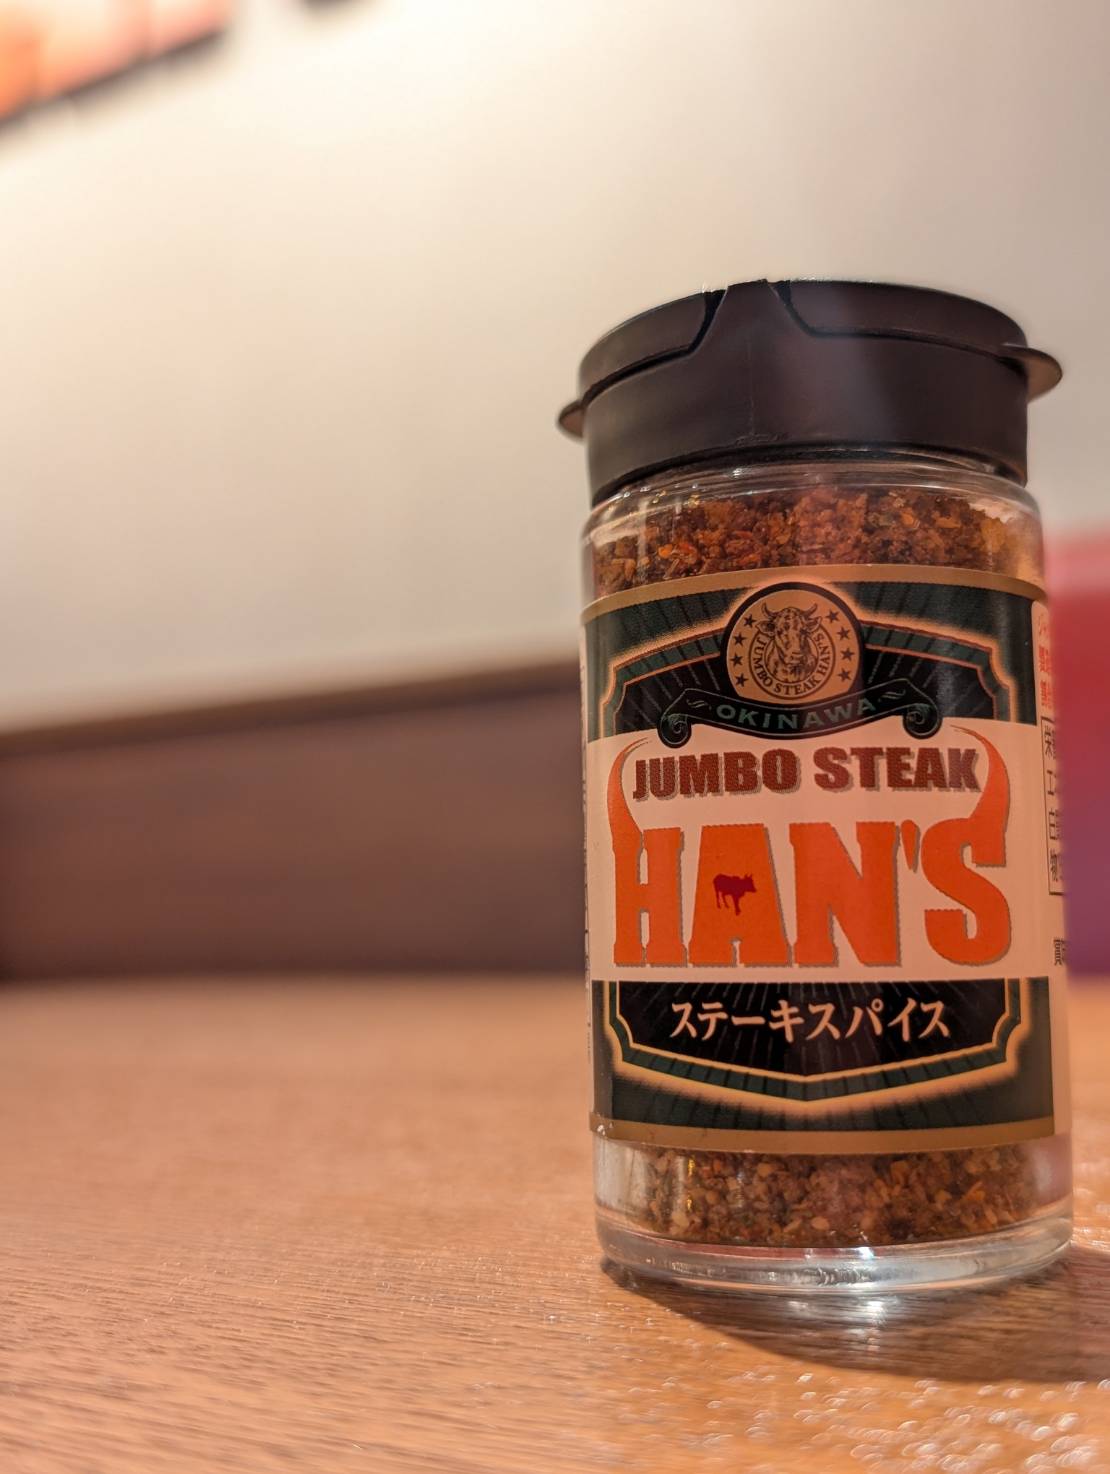 JUMBO STEAK HAN'S
OKINAWA
JUMBO STEAK
HAN'S
ステーキスパイス